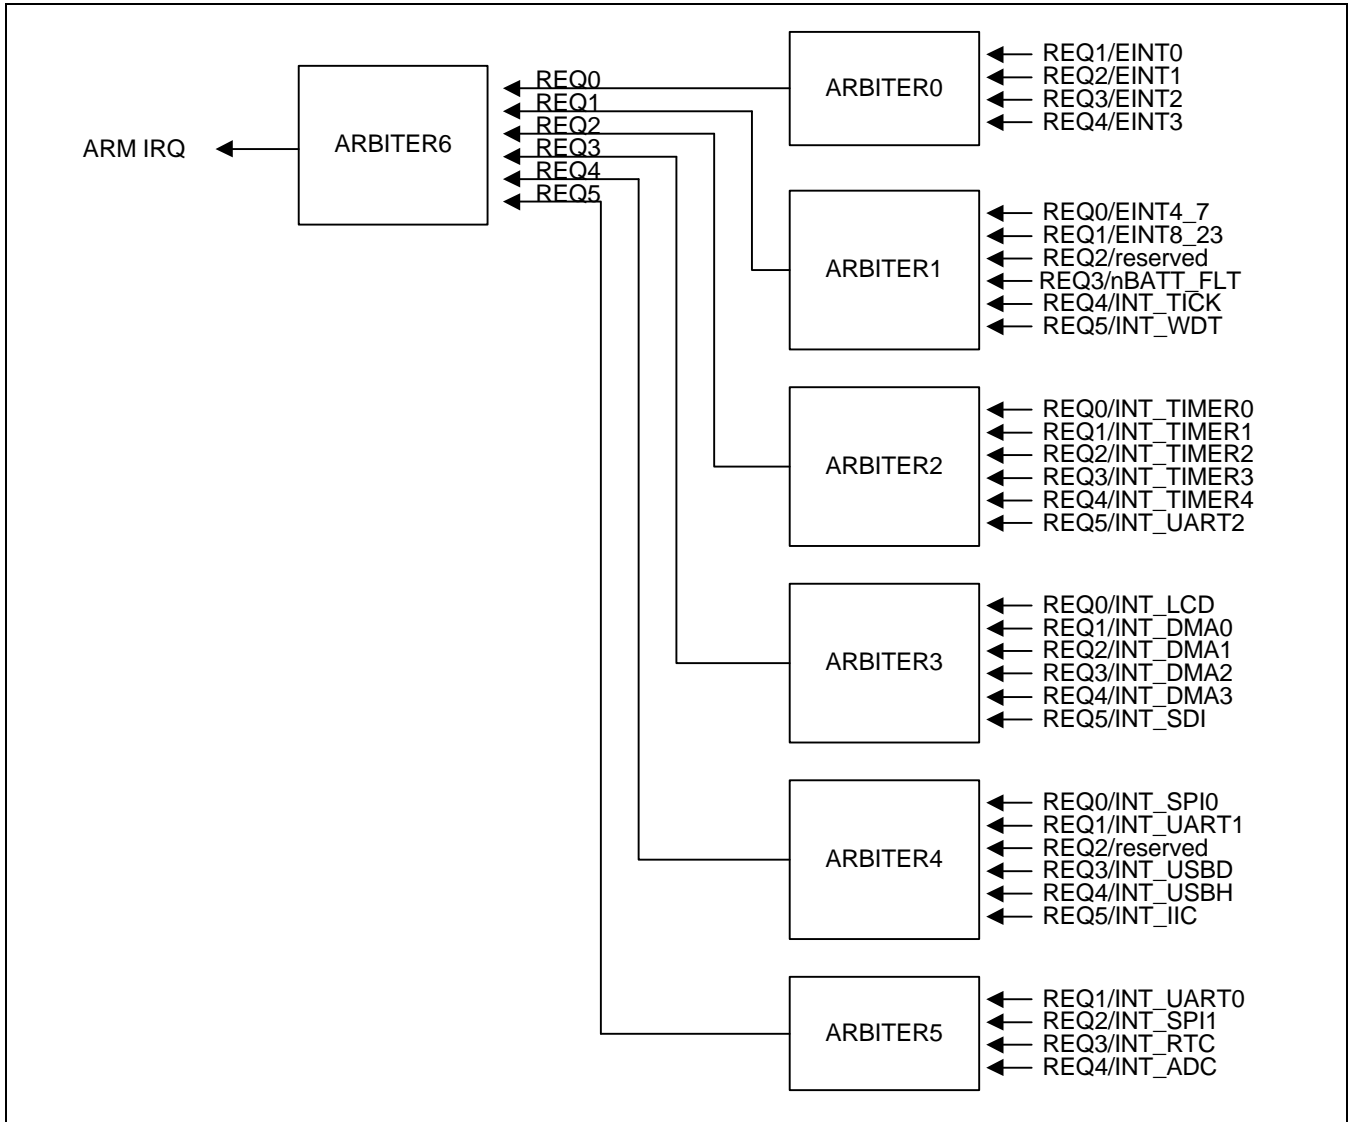 ARM IRQ
ARBITER6
REQ0
REQ1
REQ2
REQ3
REQ4
REQ5
ARBITER0
REQ1/EINT0
REQ2/EINT1
REQ3/EINT2
REQ4/EINT3
ARBITER1
REQ0/EINT4_7
REQ1/EINT8_23
REQ2/reserved
REQ3/nBATT_FLT
REQ4/INT_TICK
REQ5/INT_WDT
ARBITER2
REQ0/INT_TIMER0
REQ1/INT_TIMER1
REQ2/INT_TIMER2
REQ3/INT_TIMER3
REQ4/INT_TIMER4
REQ5/INT_UART2
ARBITER3
REQ0/INT_LCD
REQ1/INT_DMA0
REQ2/INT_DMA1
REQ3/INT_DMA2
REQ4/INT_DMA3
REQ5/INT_SDI
ARBITER4
REQ0/INT_SPI0
REQ1/INT_UART1
REQ2/reserved
REQ3/INT_USBD
REQ4/INT_USBH
REQ5/INT_IIC
ARBITER5
REQ1/INT_UART0
REQ2/INT_SPI1
REQ3/INT_RTC
REQ4/INT_ADC